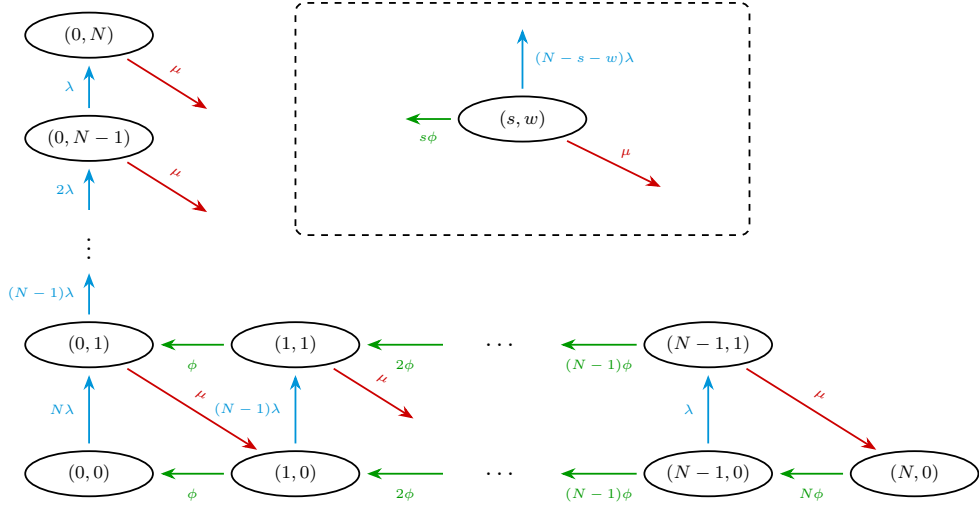 (0, N)
μ
(N − s − w)λ
λ
(s, w)
(0, N − 1)
sϕ
μ
μ
2λ
⋮
(N − 1)λ
(0, 1)
(1, 1)
· · ·
(N − 1, 1)
ϕ
2ϕ
(N − 1)ϕ
Nλ
μ
(N − 1)λ
μ
λ
μ
(0, 0)
(1, 0)
· · ·
(N − 1, 0)
(N, 0)
ϕ
2ϕ
(N − 1)ϕ
Nϕ